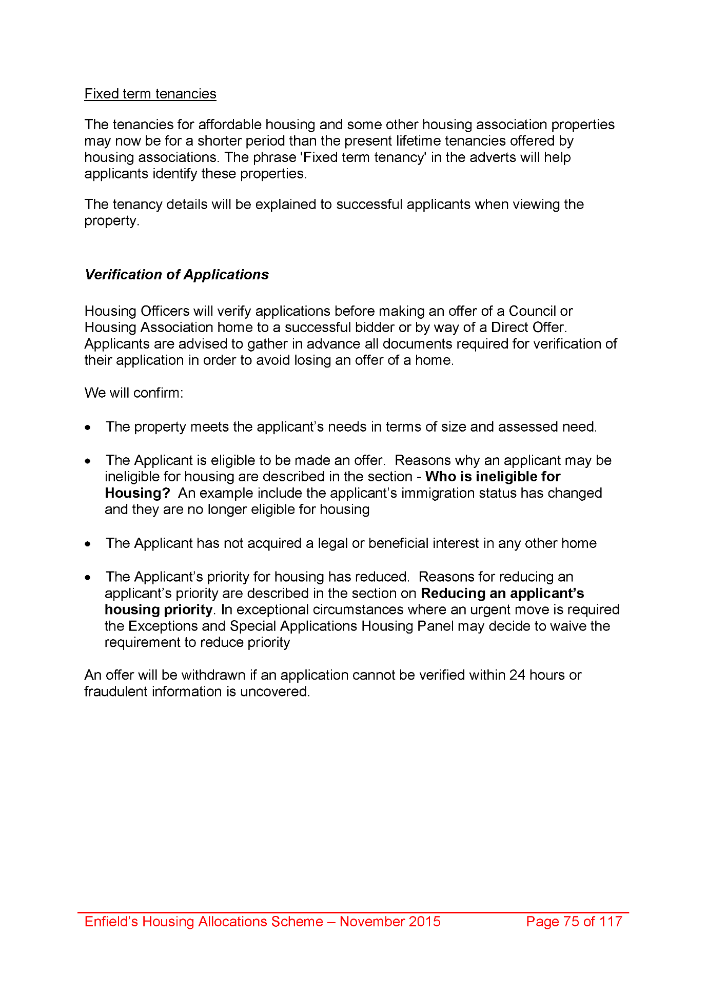 Fixed term tenancies
The tenancies for affordable housing and some other housing association properties
may now be for a shorter period than the present lifetime tenancies offered by
housing associations. The phrase 'Fixed term tenancy' in the adverts will help
applicants identify these properties.
The tenancy details will be explained to successful applicants when viewing the
property.
Verification of Applications
Housing Officers will verify applications before making an offer of a Council or
Housing Association home to a successful bidder or by way of a Direct Offer.
Applicants are advised to gather in advance all documents required for verification of
their application in order to avoid losing an offer of a home.
We will confirm:
• The property meets the applicant’s needs in terms of size and assessed need.
• The Applicant is eligible to be made an offer.  Reasons why an applicant may be
ineligible for housing are described in the section - Who is ineligible for
Housing?  An example include the applicant’s immigration status has changed
and they are no longer eligible for housing
• The Applicant has not acquired a legal or beneficial interest in any other home
• The Applicant’s priority for housing has reduced.  Reasons for reducing an
applicant’s priority are described in the section on Reducing an applicant’s
housing priority. In exceptional circumstances where an urgent move is required
the Exceptions and Special Applications Housing Panel may decide to waive the
requirement to reduce priority
An offer will be withdrawn if an application cannot be verified within 24 hours or
fraudulent information is uncovered.
Enfield’s Housing Allocations Scheme – November 2015 Page 75 of 117